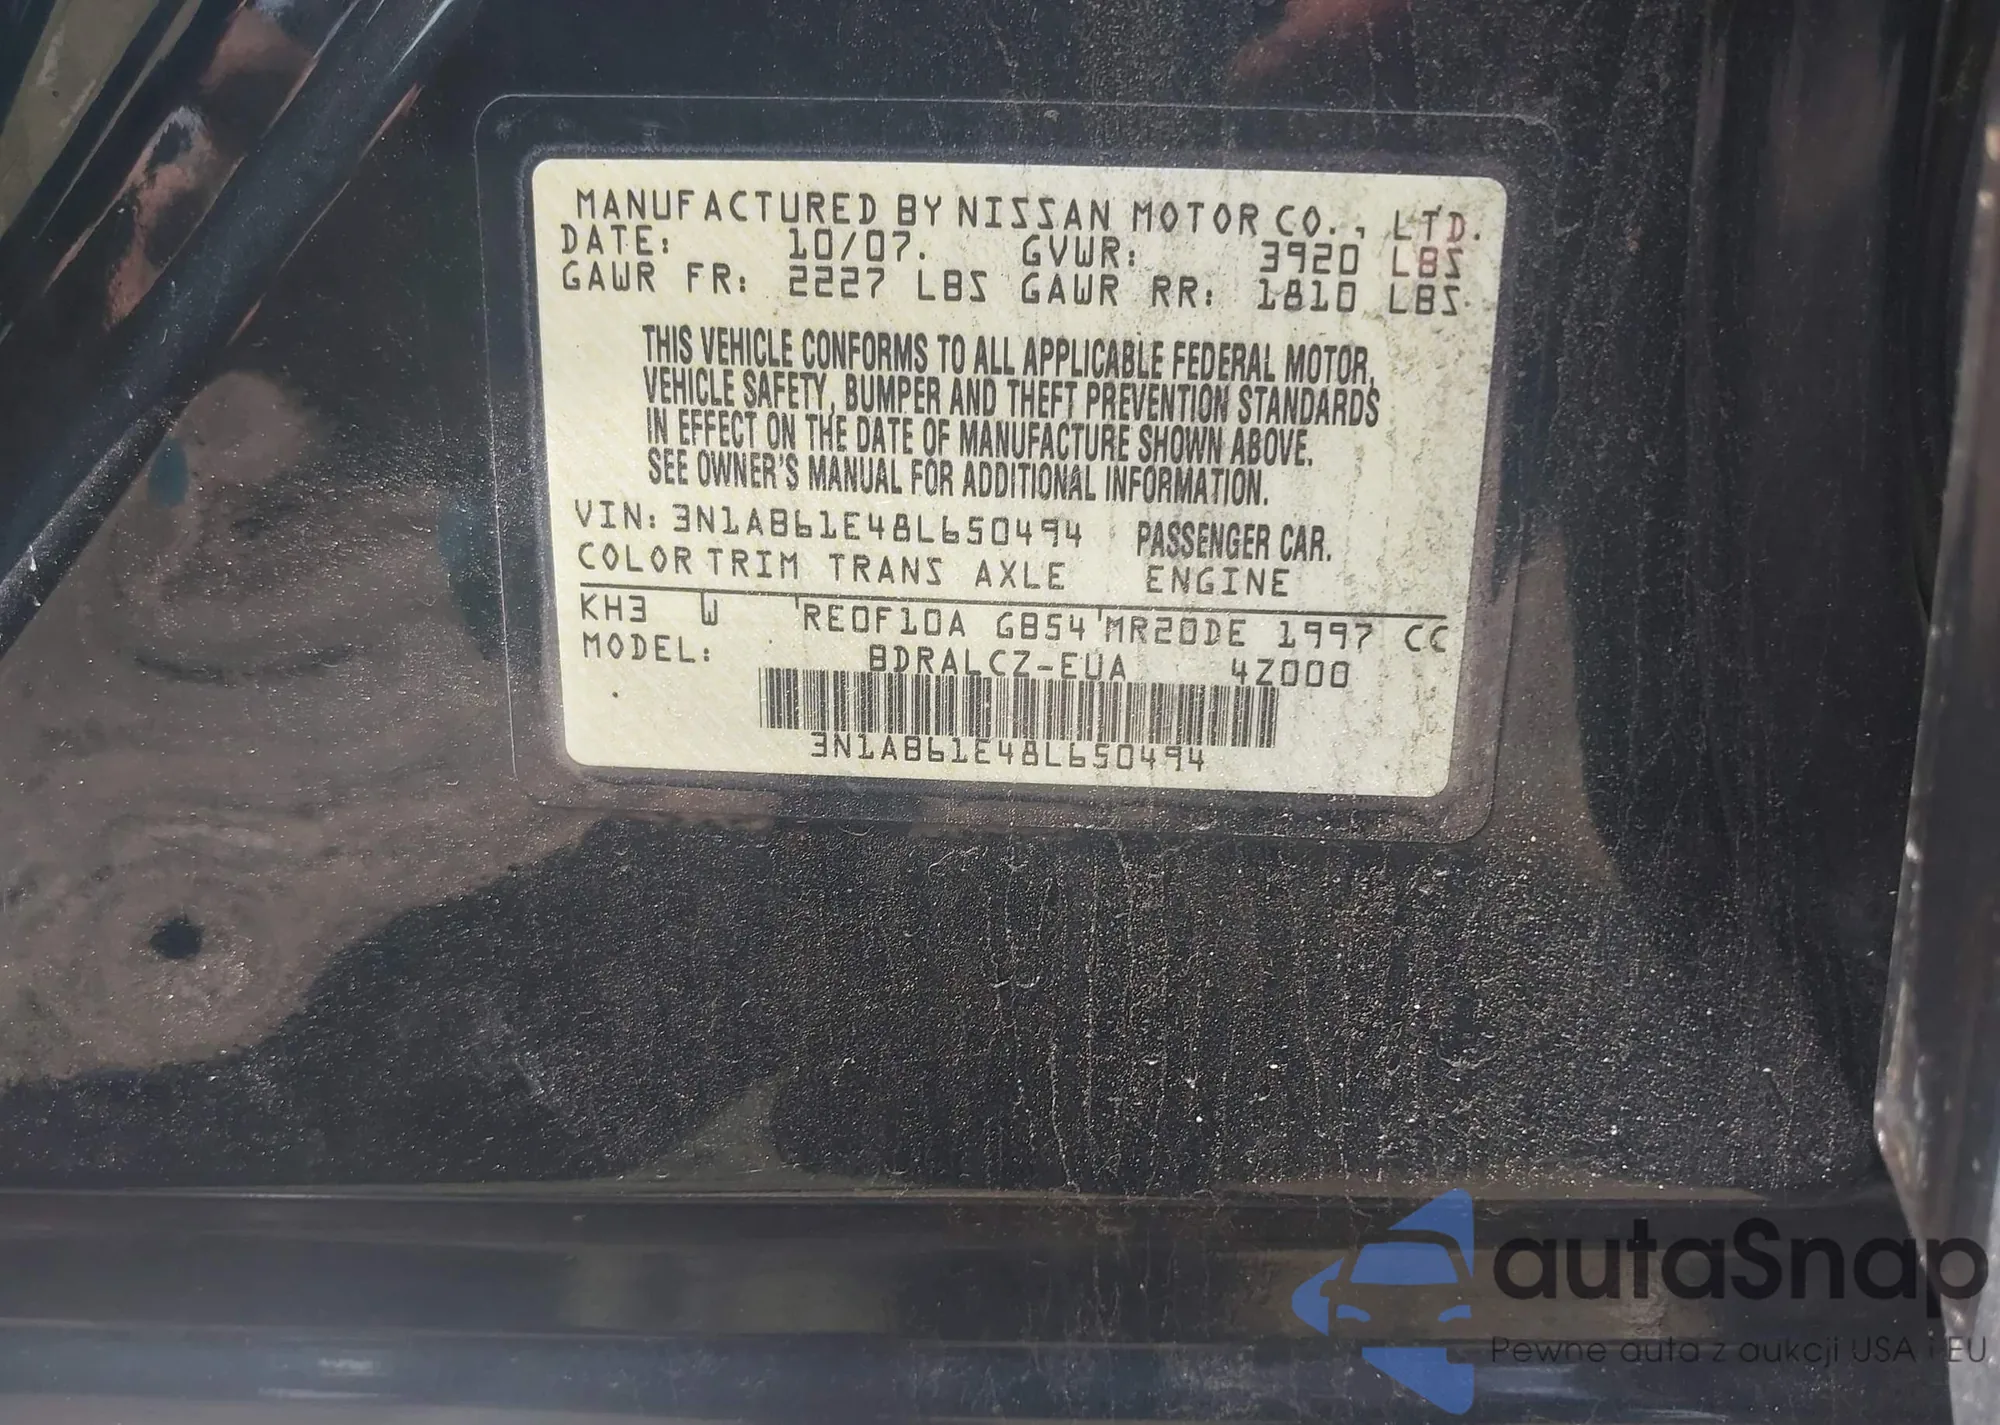 MANUFACTURED BY NISSAN MOTOR CO., LTD.
DATE: 10/07. GVWR: 3920 LBS
GAWR FR: 2227 LBS GAWR RR: 1810 LBS
THIS VEHICLE CONFORMS TO ALL APPLICABLE FEDERAL MOTOR
VEHICLE SAFETY, BUMPER AND THEFT PREVENTION STANDARDS
IN EFFECT ON THE DATE OF MANUFACTURE SHOWN ABOVE.
SEE OWNER'S MANUAL FOR ADDITIONAL INFORMATION.
VIN: 3N1AB61E48L650494 PASSENGER CAR.
COLOR TRIM TRANS AXLE ENGINE
KH3 W RE0F10A GB54 MR20DE 1997 CC
MODEL: BDRALCZ-EUA 4Z000
3N1AB61E48L650494
autaSnap
Pewne auta z aukcji USA i EU